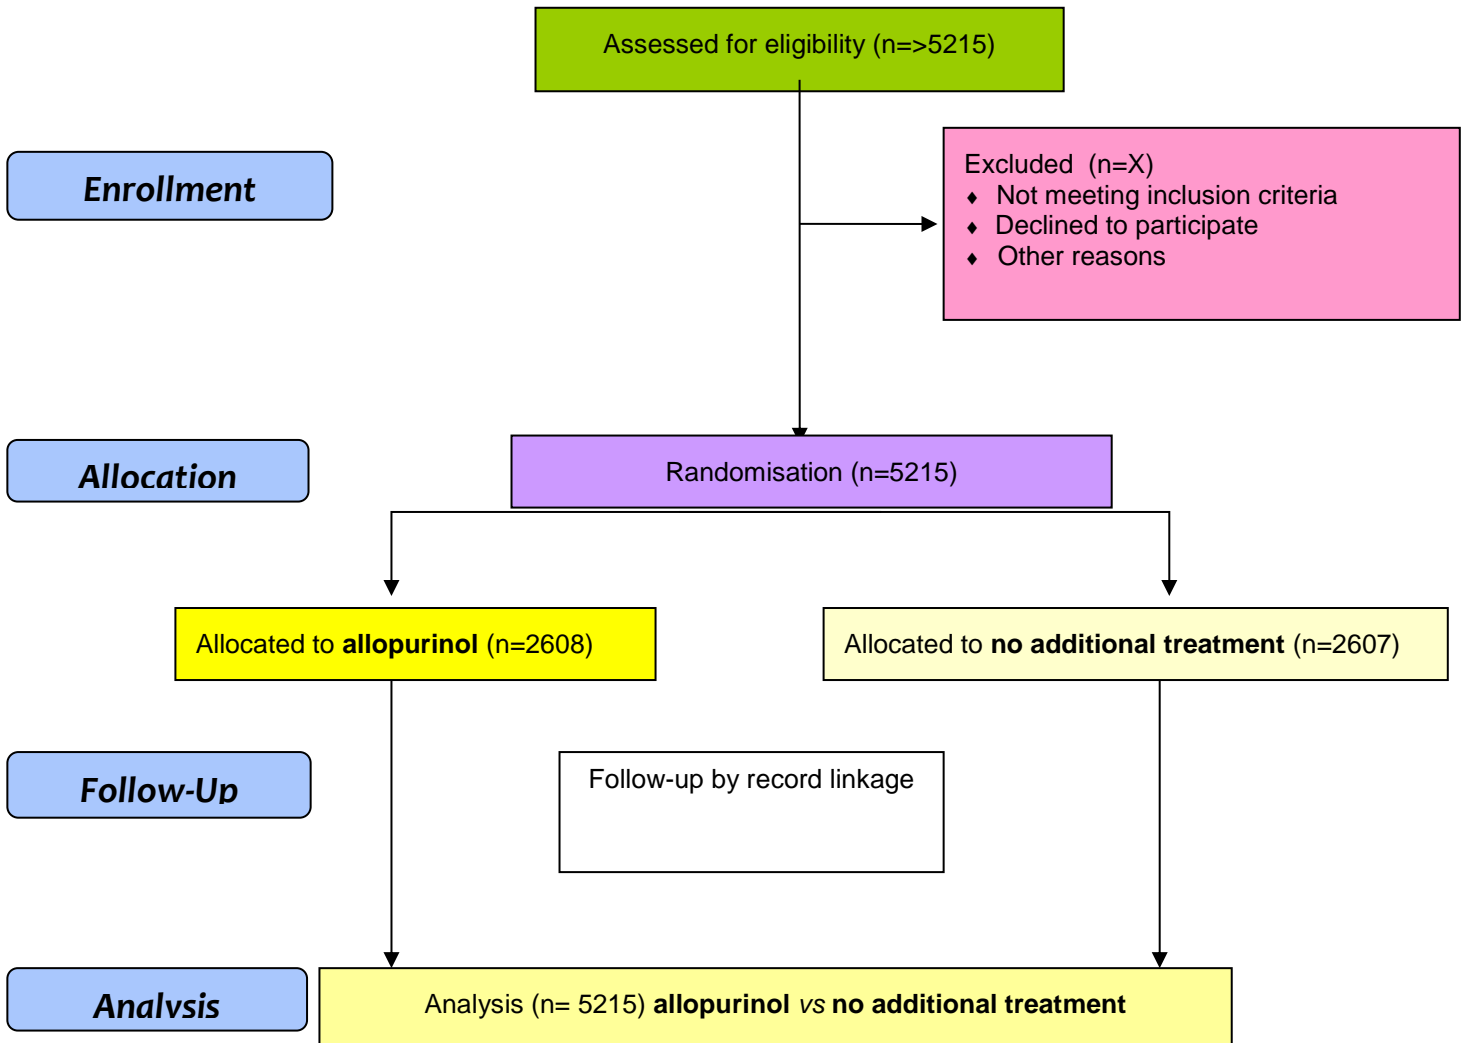 Assessed for eligibility (n=>5215)
Enrollment
Excluded (n=X)
♦ Not meeting inclusion criteria
♦ Declined to participate
♦ Other reasons
Allocation
Randomisation (n=5215)
Allocated to allopurinol (n=2608)
Allocated to no additional treatment (n=2607)
Follow-Up
Follow-up by record linkage
Analysis
Analysis (n= 5215) allopurinol vs no additional treatment